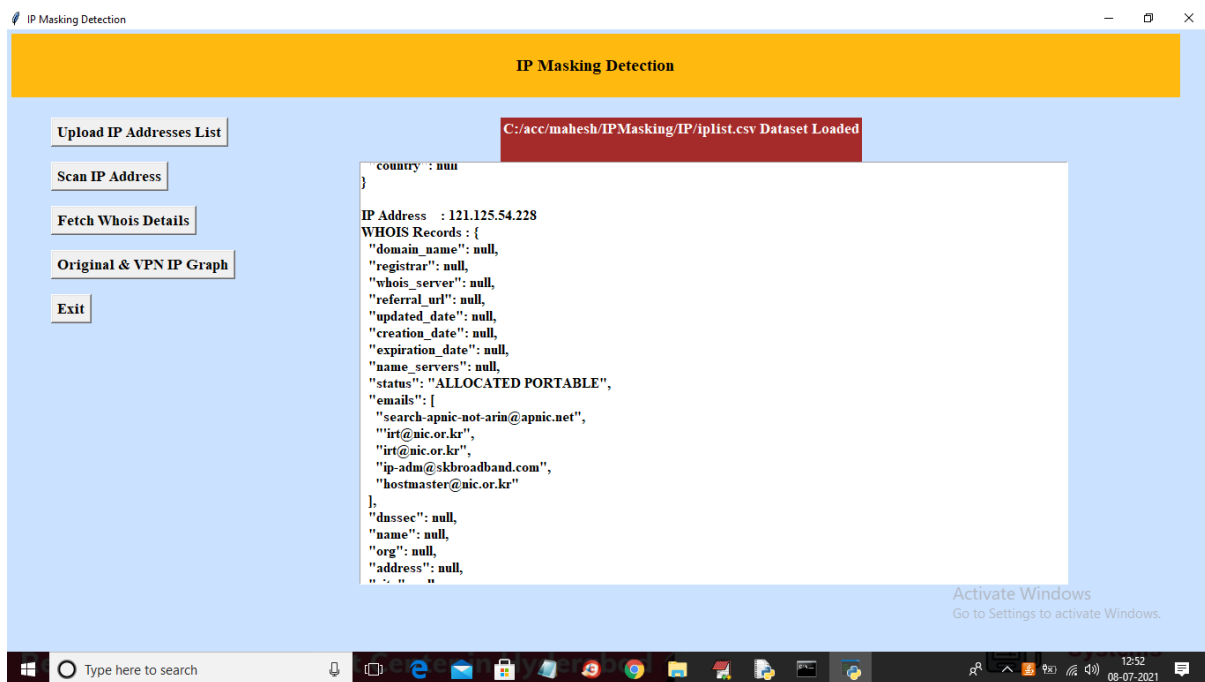 IP Masking Detection
IP Masking Detection
Upload IP Addresses List
Scan IP Address
Fetch Whois Details
Original & VPN IP Graph
Exit
C:/acc/mahesh/IPMasking/IP/iplist.csv Dataset Loaded
"country": null
}
IP Address : 121.125.54.228
WHOIS Records : {
"domain_name": null,
"registrar": null,
"whois_server": null,
"referral_url": null,
"updated_date": null,
"creation_date": null,
"expiration_date": null,
"name_servers": null,
"status": "ALLOCATED PORTABLE",
"emails": [
"search-apnic-not-arin@apnic.net",
"'irt@nic.or.kr",
"irt@nic.or.kr",
"ip-adm@skbroadband.com",
"hostmaster@nic.or.kr"
],
"dnssec": null,
"name": null,
"org": null,
"address": null,
Activate Windows
Go to Settings to activate Windows.
Type here to search
12:52
08-07-2021